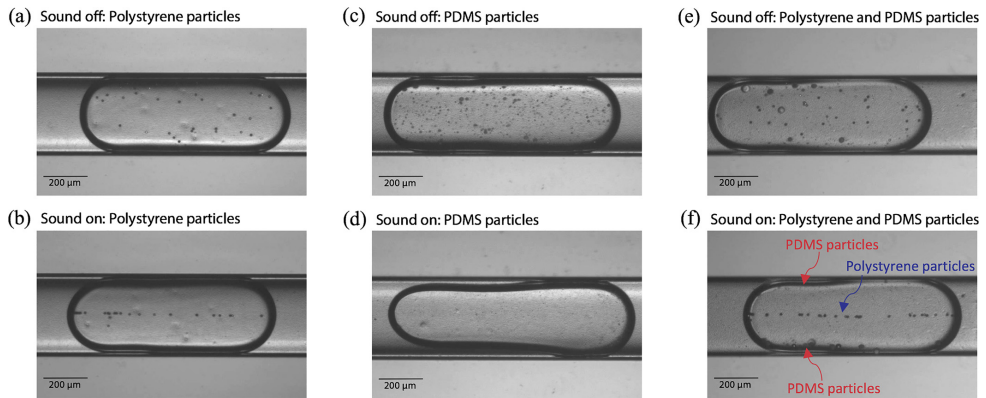 (a) Sound off: Polystyrene particles
200 µm
(b) Sound on: Polystyrene particles
200 µm
(c) Sound off: PDMS particles
200 µm
(d) Sound on: PDMS particles
200 µm
(e) Sound off: Polystyrene and PDMS particles
200 µm
(f) Sound on: Polystyrene and PDMS particles
PDMS particles
Polystyrene particles
200 µm
PDMS particles